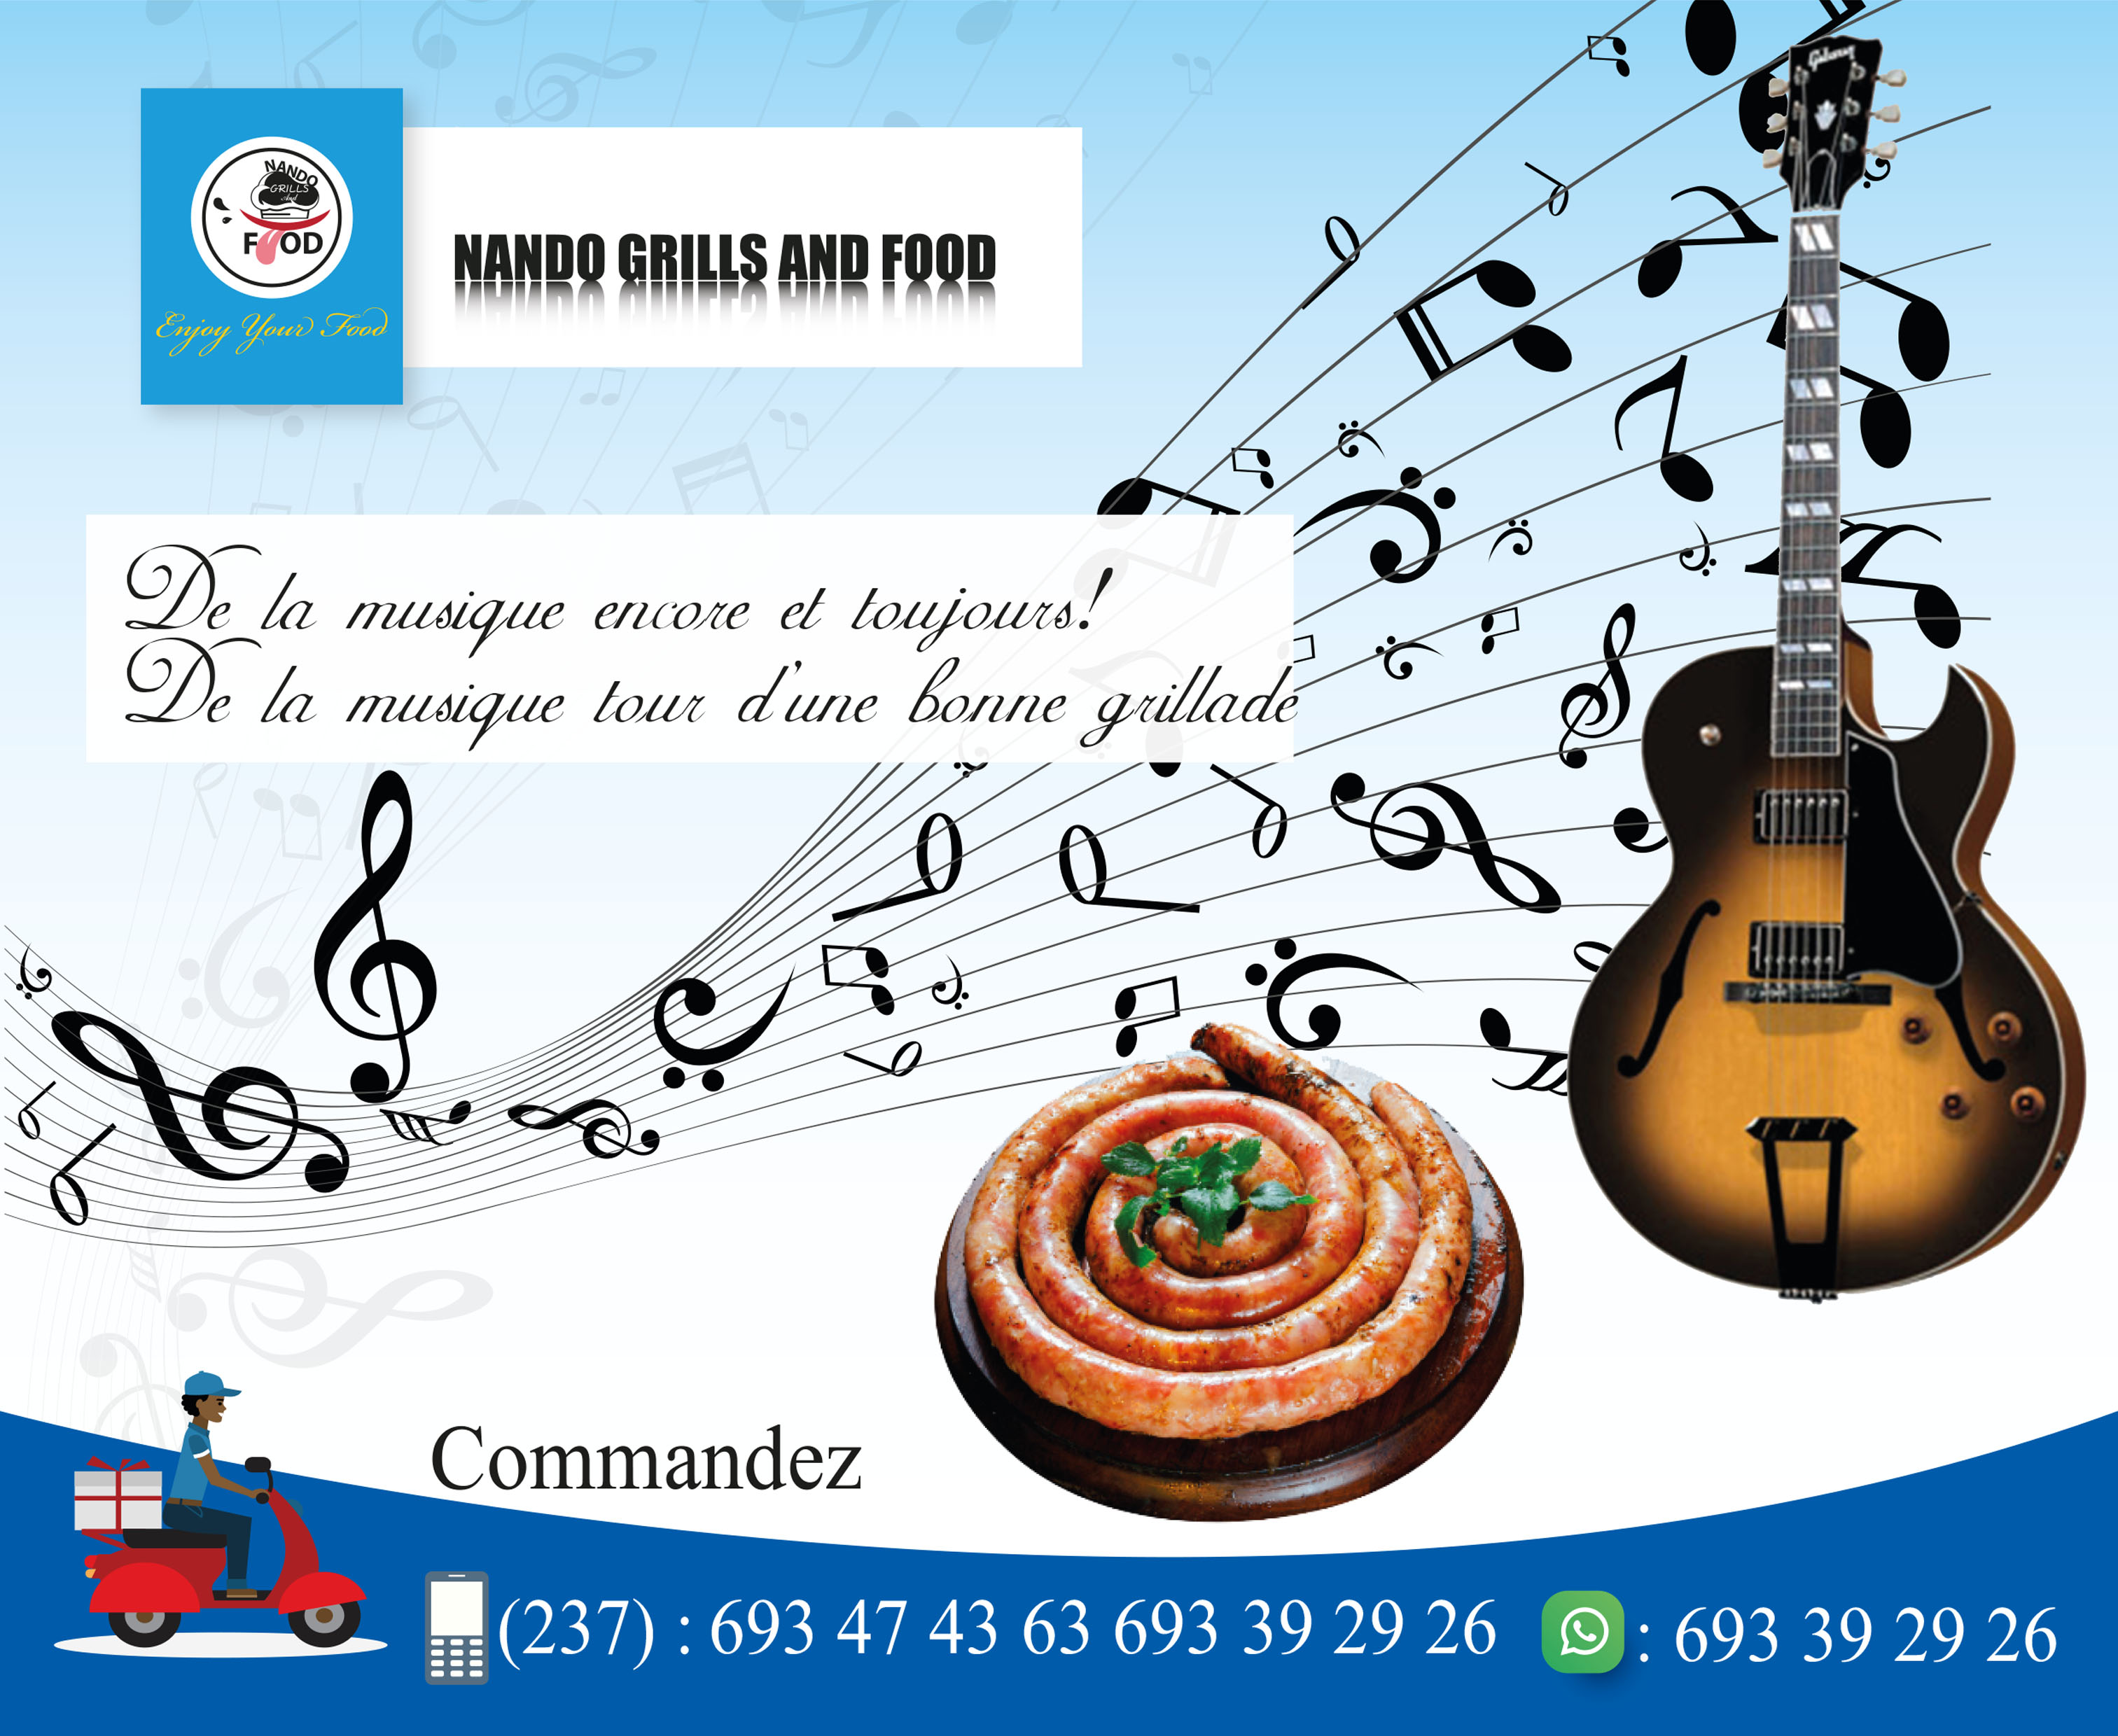 NANDO
GRILLS
And
FOOD
Enjoy Your Food
NANDO GRILLS AND FOOD
De la musique encore et toujours!
De la musique tour d'une bonne grillade
Gibson
Commandez
(237) : 693 47 43 63 693 39 29 26
: 693 39 29 26